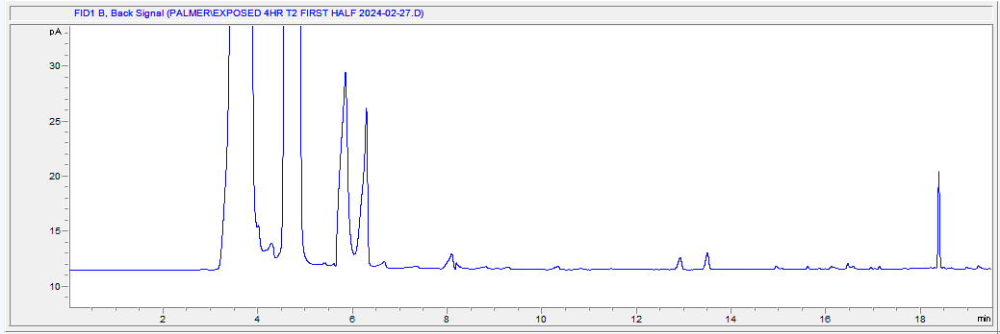 FID1 B, Back Signal (PALMER\EXPOSED 4HR T2 FIRST HALF 2024-02-27.D)
pA
30
25
20
15
10
2 4 6 8 10 12 14 16 18 min